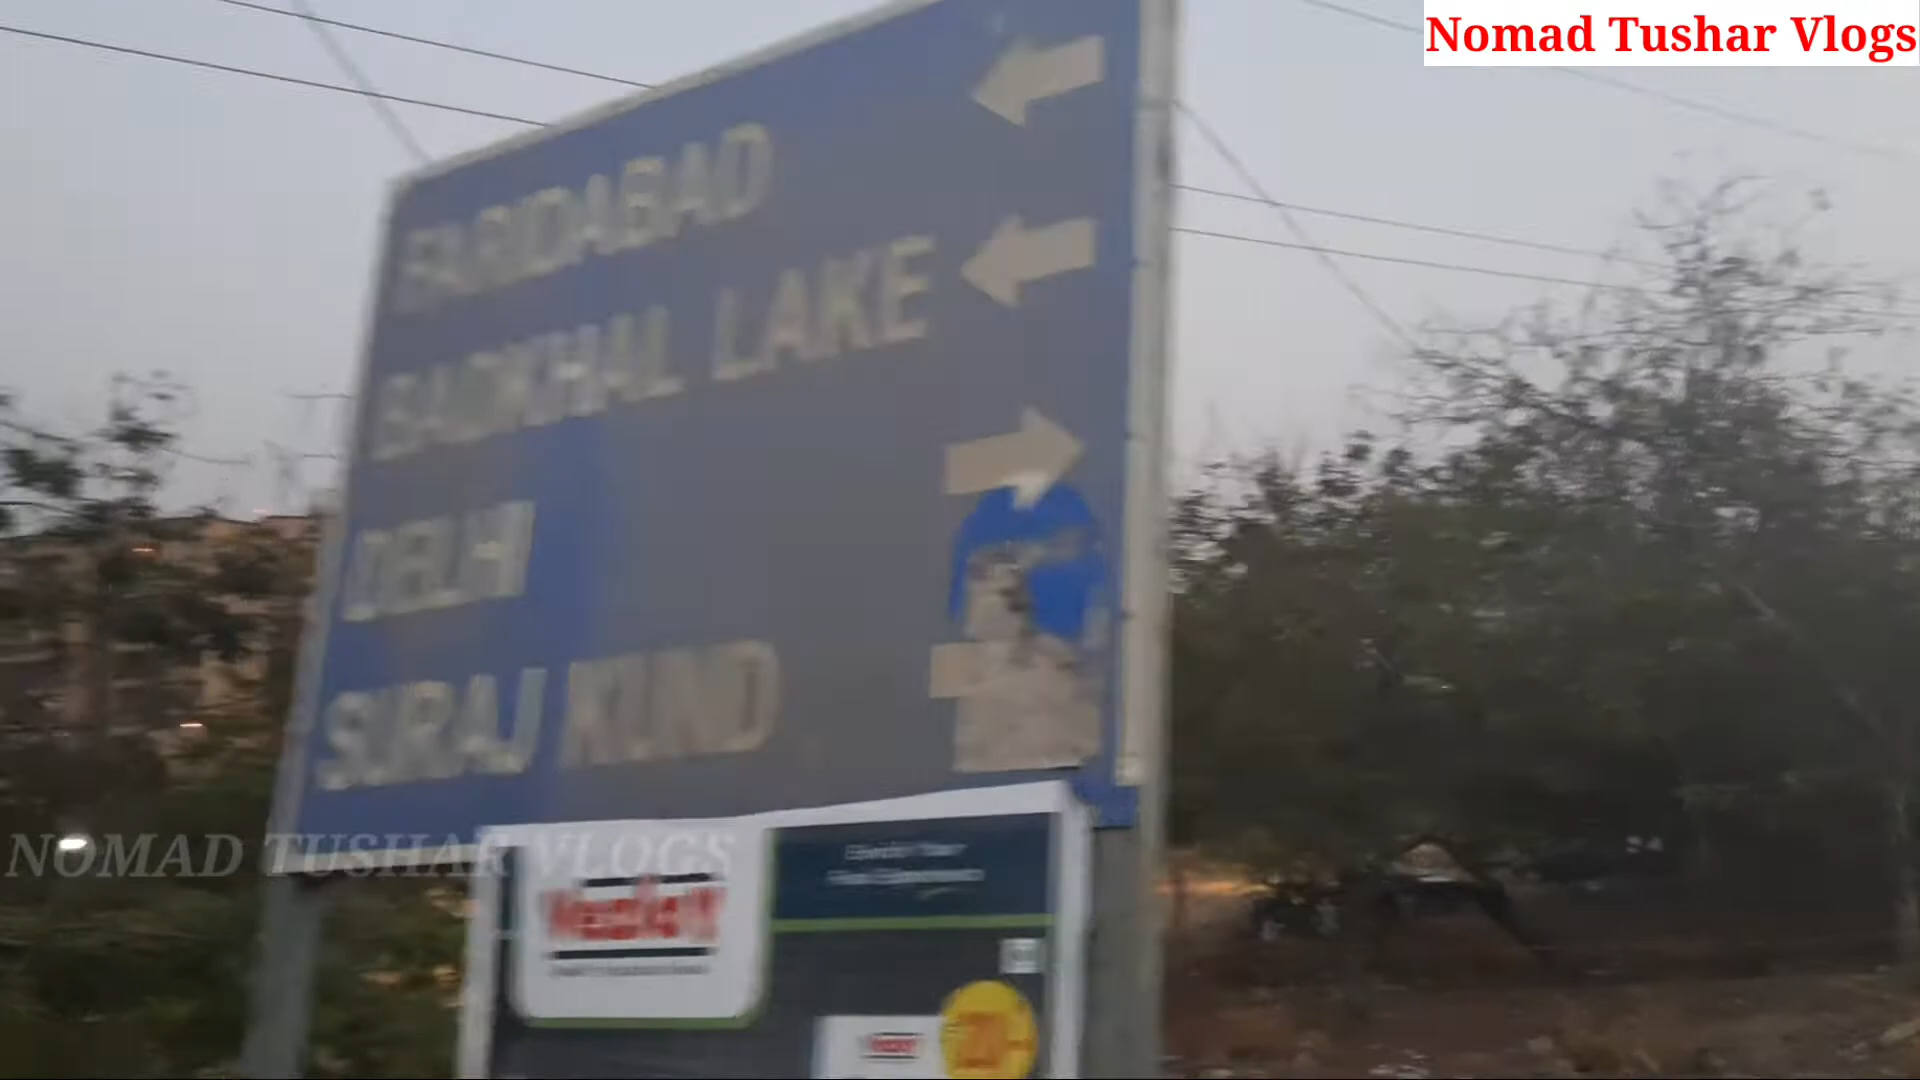 Nomad Tushar Vlogs
FARIDABAD
BADKHAL LAKE
DELHI
SURAJ KUND
NOMAD TUSHAR VLOGS